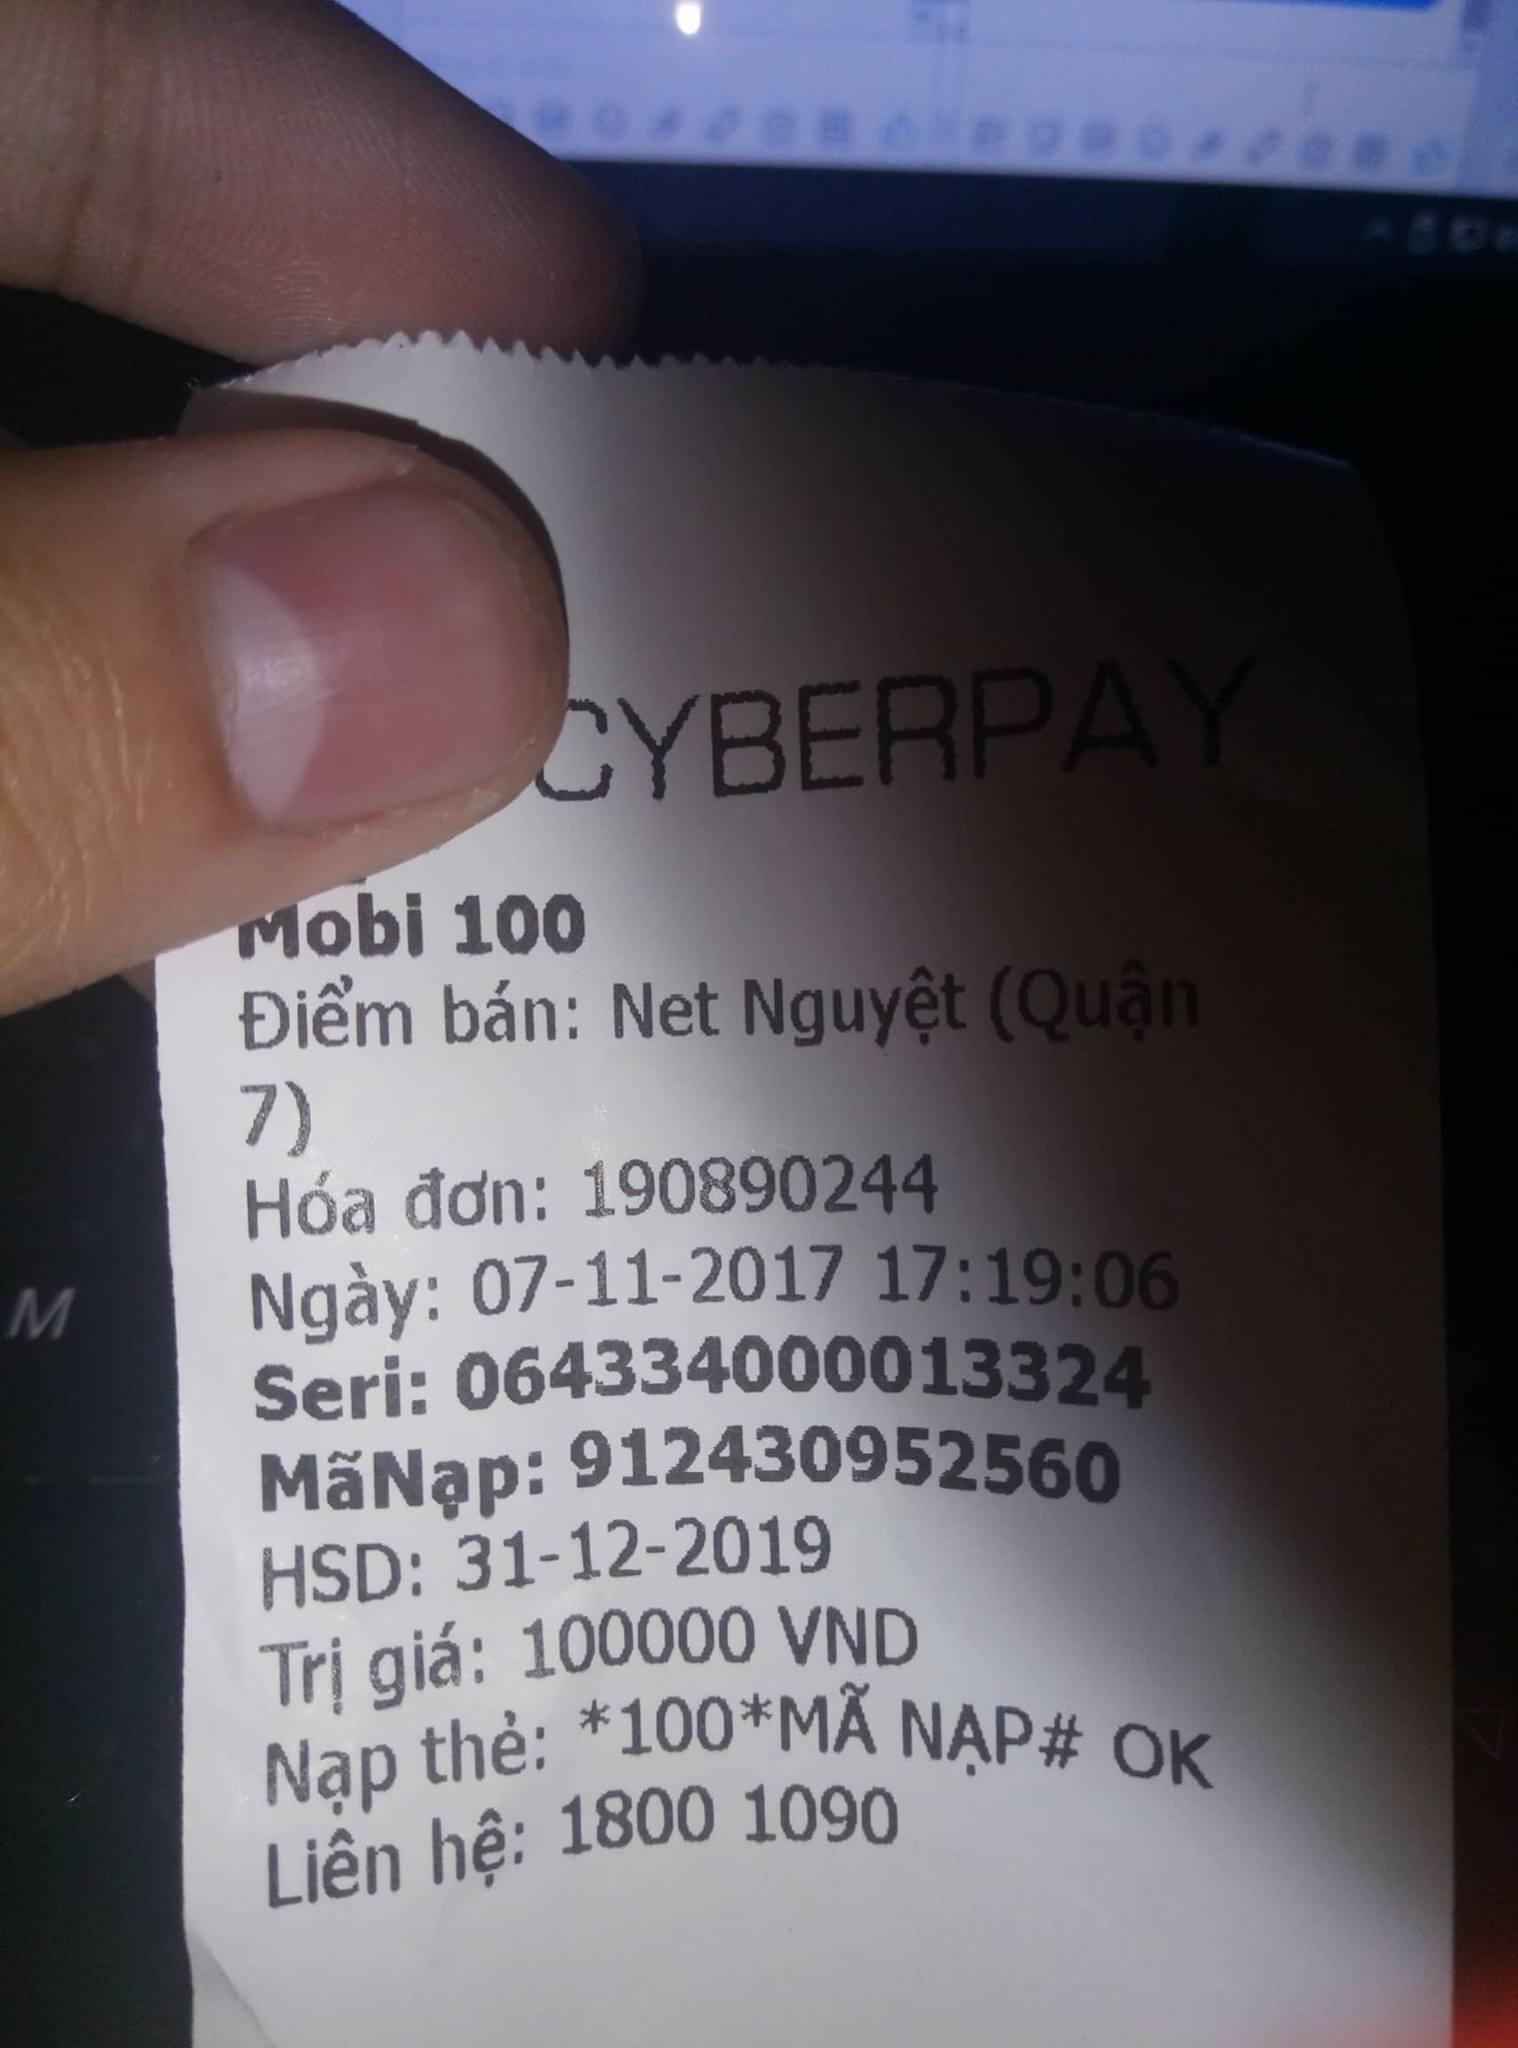 CYBERPAY
Mobi 100
Điểm bán: Net Nguyệt (Quận
7)
Hóa đơn: 190890244
Ngày: 07-11-2017 17:19:06
Seri: 064334000013324
MãNạp: 912430952560
HSD: 31-12-2019
Trị giá: 100000 VND
Nạp thẻ: *100*MÃ NẠP# OK
Liên hệ: 1800 1090
M